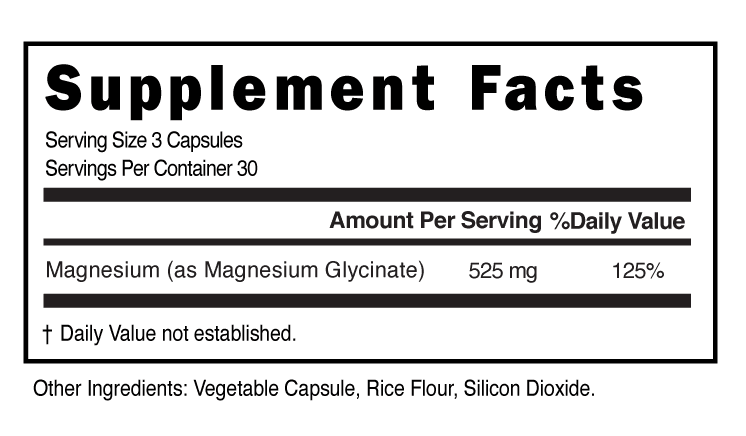 Supplement Facts
Serving Size 3 Capsules
Servings Per Container 30
Amount Per Serving %Daily Value
Magnesium (as Magnesium Glycinate) 525 mg 125%
† Daily Value not established.
Other Ingredients: Vegetable Capsule, Rice Flour, Silicon Dioxide.